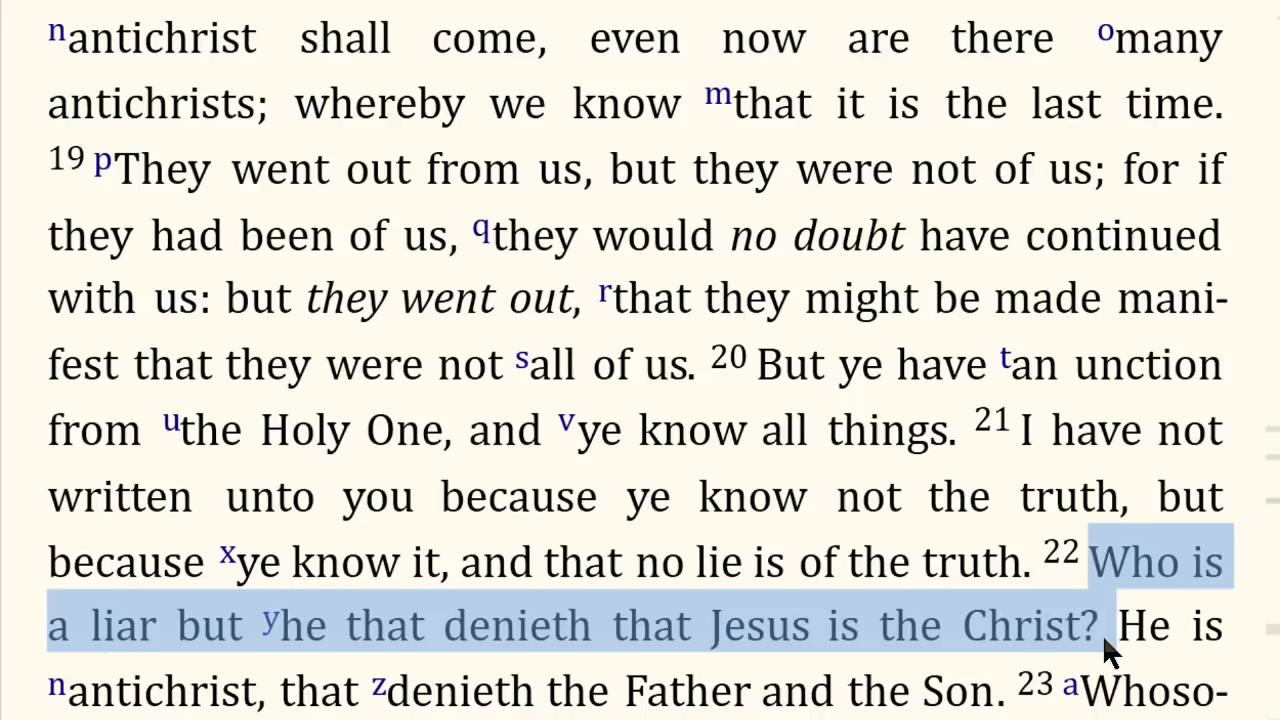 nantichrist shall come, even now are there omany
antichrists; whereby we know mthat it is the last time.
19 pThey went out from us, but they were not of us; for if
they had been of us, qthey would no doubt have continued
with us: but they went out, rthat they might be made mani-
fest that they were not sall of us. 20 But ye have tan unction
from uthe Holy One, and vye know all things. 21 I have not
written unto you because ye know not the truth, but
because xye know it, and that no lie is of the truth. 22 Who is
a liar but yhe that denieth that Jesus is the Christ? He is
nantichrist, that zdenieth the Father and the Son. 23 aWhoso-